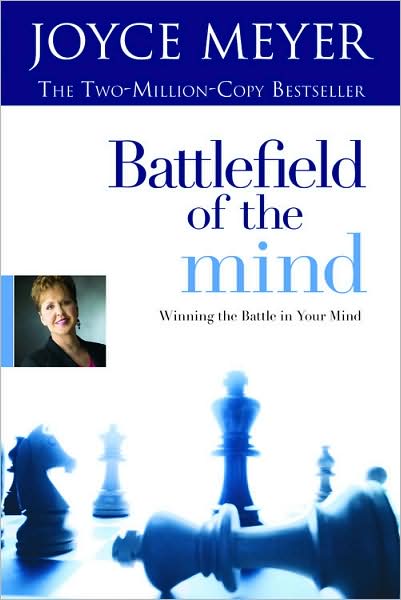 JOYCE MEYER
THE TWO-MILLION-COPY BESTSELLER
Battlefield
of the
mind
Winning the Battle in Your Mind